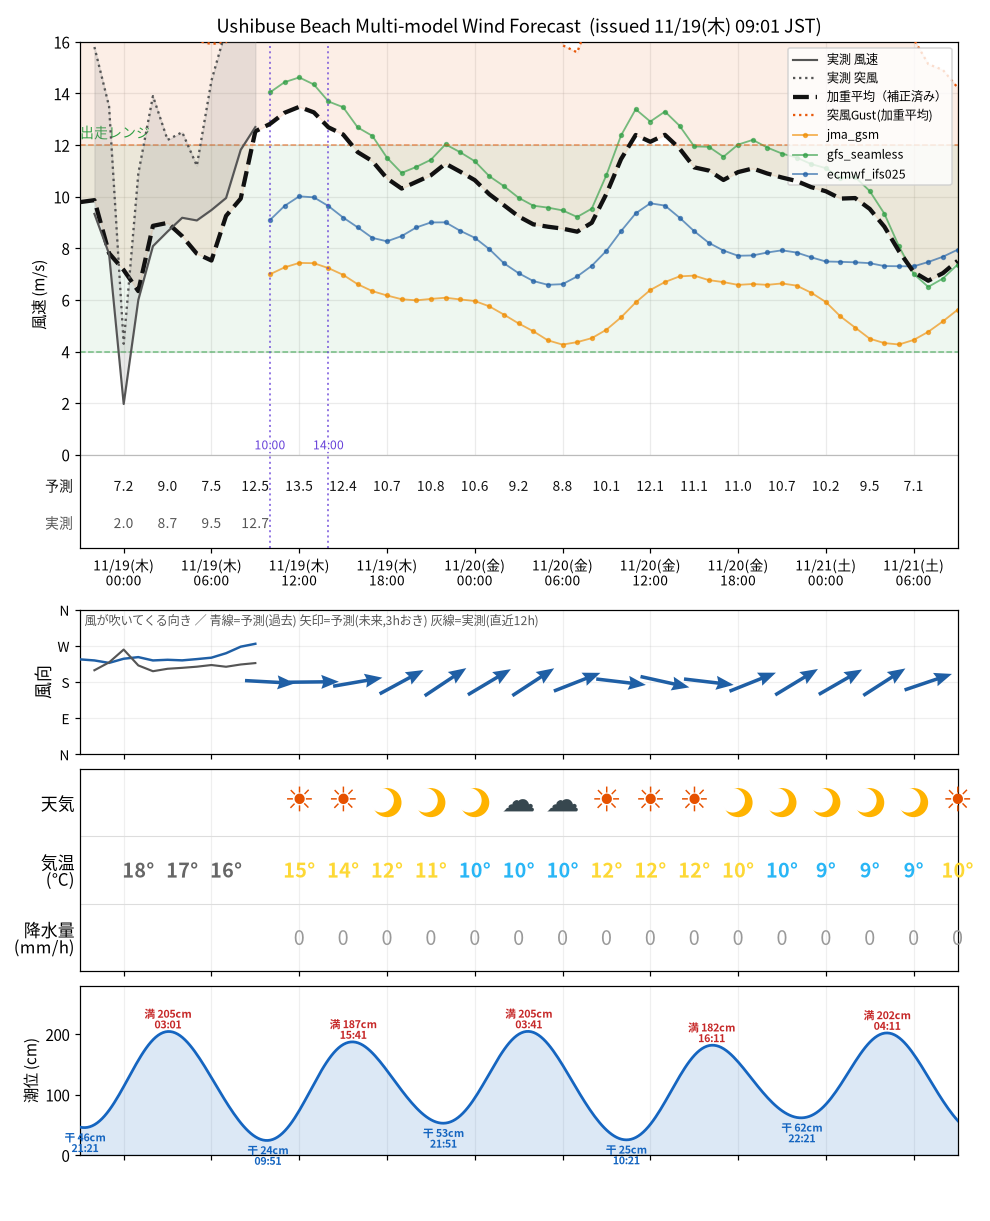 Ushibuse Beach Multi-model Wind Forecast (issued 11/19(木) 09:01 JST)
16
14
12
10
8
6
4
2
0
風速 (m/s)
出走レンジ
実測 風速
実測 突風
加重平均（補正済み）
突風Gust(加重平均)
jma_gsm
gfs_seamless
ecmwf_ifs025
10:00 14:00
予測 7.2 9.0 7.5 12.5 13.5 12.4 10.7 10.8 10.6 9.2 8.8 10.1 12.1 11.1 11.0 10.7 10.2 9.5 7.1
実測 2.0 8.7 9.5 12.7
11/19(木) 11/19(木) 11/19(木) 11/19(木) 11/20(金) 11/20(金) 11/20(金) 11/20(金) 11/21(土) 11/21(土)
00:00 06:00 12:00 18:00 00:00 06:00 12:00 18:00 00:00 06:00
風向
N
W
S
E
N
風が吹いてくる向き ／ 青線=予測(過去) 矢印=予測(未来,3hおき) 灰線=実測(直近12h)
天気
気温
(°C)
18° 17° 16° 15° 14° 12° 11° 10° 10° 10° 12° 12° 12° 10° 10° 9° 9° 9° 10°
降水量
(mm/h)
0 0 0 0 0 0 0 0 0 0 0 0 0 0 0 0
潮位 (cm)
200
100
0
満 205cm
03:01
満 187cm
15:41
満 205cm
03:41
満 182cm
16:11
満 202cm
04:11
干 46cm
21:21
干 24cm
09:51
干 53cm
21:51
干 25cm
10:21
干 62cm
22:21